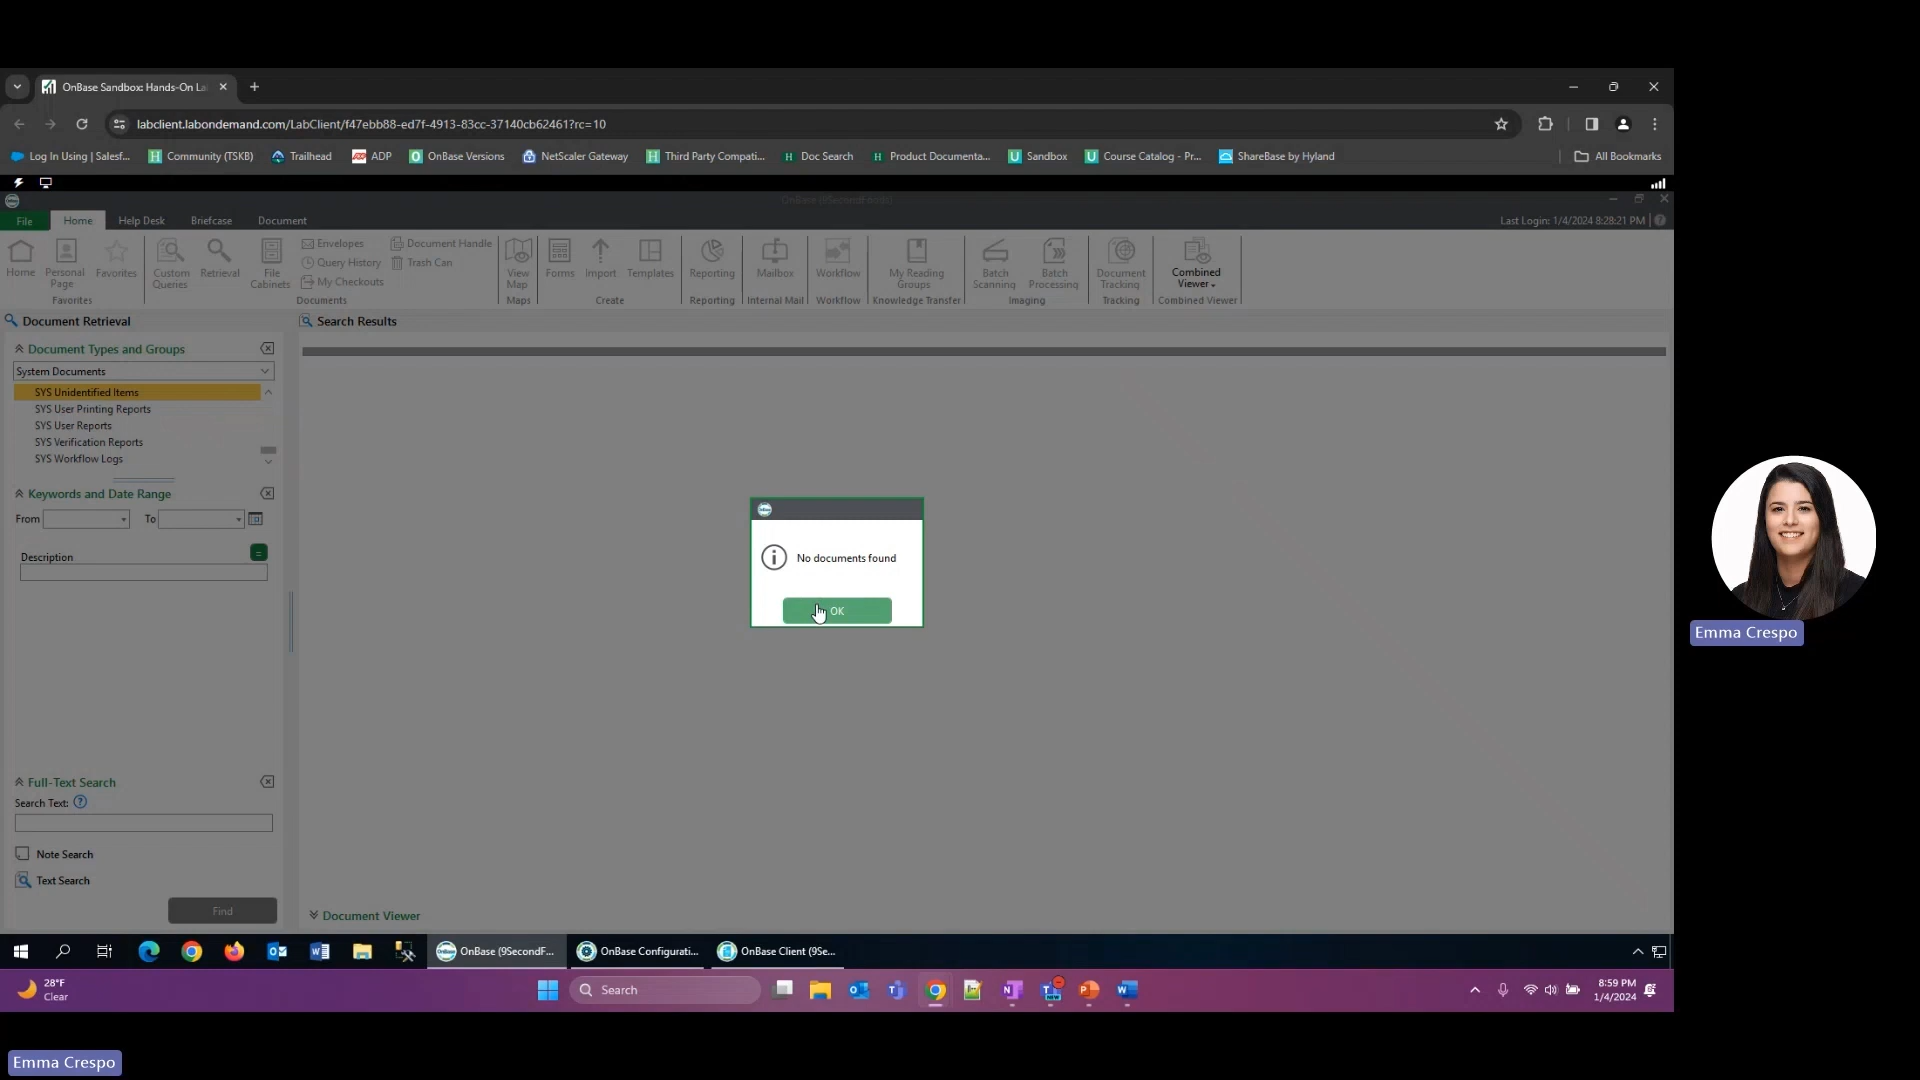 OnBase Sandbox: Hands-On La
labclient.labondemand.com/LabClient/f47ebb88-ed7f-4913-83cc-37140cb62461?rc=10
Log In Using | Salesf... Community (TSKB) Trailhead ADP OnBase Versions NetScaler Gateway Third Party Compati... Doc Search Product Documenta... Sandbox Course Catalog - Pr... ShareBase by Hyland All Bookmarks
File Home Help Desk Briefcase Document Last Login: 1/4/2024 8:28:21 PM
Home Personal Page Favorites Custom Queries Retrieval File Cabinets Envelopes Document Handle Query History Trash Can My Checkouts View Map Forms Import Templates Reporting Mailbox Workflow My Reading Groups Batch Scanning Batch Processing Document Tracking Combined Viewer
Favorites Documents Maps Create Reporting Internal Mail Workflow Knowledge Transfer Imaging Tracking Combined Viewer
Document Retrieval
Search Results
Document Types and Groups
System Documents
SYS Unidentified Items
SYS User Printing Reports
SYS User Reports
SYS Verification Reports
SYS Workflow Logs
Keywords and Date Range
From To
Description
No documents found
OK
Emma Crespo
Full-Text Search
Search Text:
Note Search
Text Search
Find
Document Viewer
OnBase (9SecondF... OnBase Configurati... OnBase Client (9Se...
28°F
Clear
Search
8:59 PM
1/4/2024
Emma Crespo